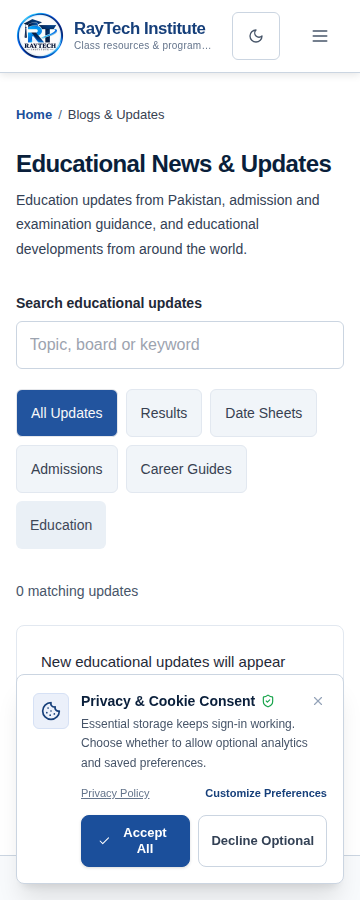 RAYTECH
RayTech Institute
Class resources & program…
Home / Blogs & Updates
Educational News & Updates
Education updates from Pakistan, admission and
examination guidance, and educational
developments from around the world.
Search educational updates
Topic, board or keyword
All Updates
Results
Date Sheets
Admissions
Career Guides
Education
0 matching updates
New educational updates will appear
Privacy & Cookie Consent
Essential storage keeps sign-in working.
Choose whether to allow optional analytics
and saved preferences.
Privacy Policy
Customize Preferences
Accept
All
Decline Optional